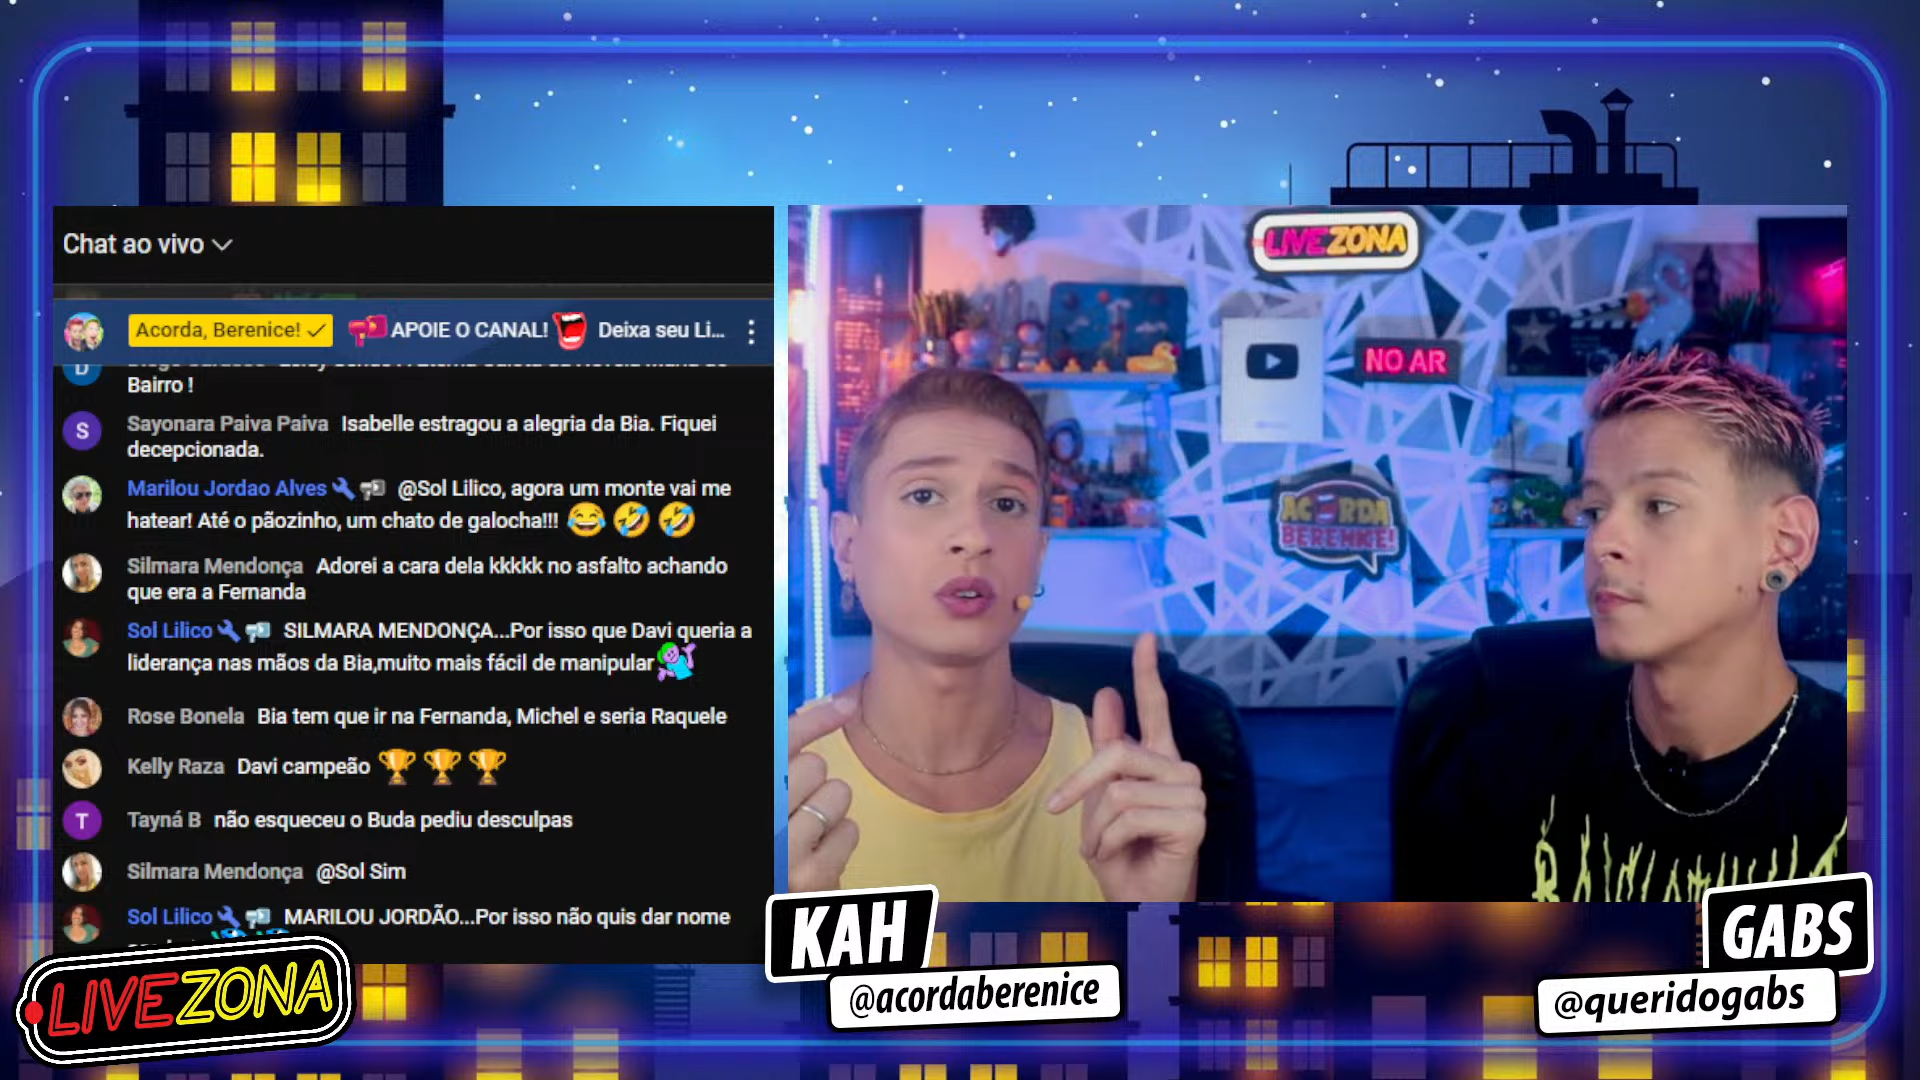 Chat ao vivo
Acorda, Berenice! APOIE O CANAL! Deixa seu Li...
Bairro !
Sayonara Paiva Paiva Isabelle estragou a alegria da Bia. Fiquei
decepcionada.
Marilou Jordao Alves @Sol Lilico, agora um monte vai me
hatear! Até o pãozinho, um chato de galocha!!!
Silmara Mendonça Adorei a cara dela kkkkk no asfalto achando
que era a Fernanda
Sol Lilico SILMARA MENDONÇA...Por isso que Davi queria a
liderança nas mãos da Bia,muito mais fácil de manipular
Rose Bonela Bia tem que ir na Fernanda, Michel e seria Raquele
Kelly Raza Davi campeão
T
Tayná B não esqueceu o Buda pediu desculpas
Silmara Mendonça @Sol Sim
Sol Lilico MARILOU JORDÃO...Por isso não quis dar nome
S
LIVEZONA
LIVEZONA
NO AR
ACORDA
BERENICE!
KAH
@acordaberenice
GABS
@queridogabs